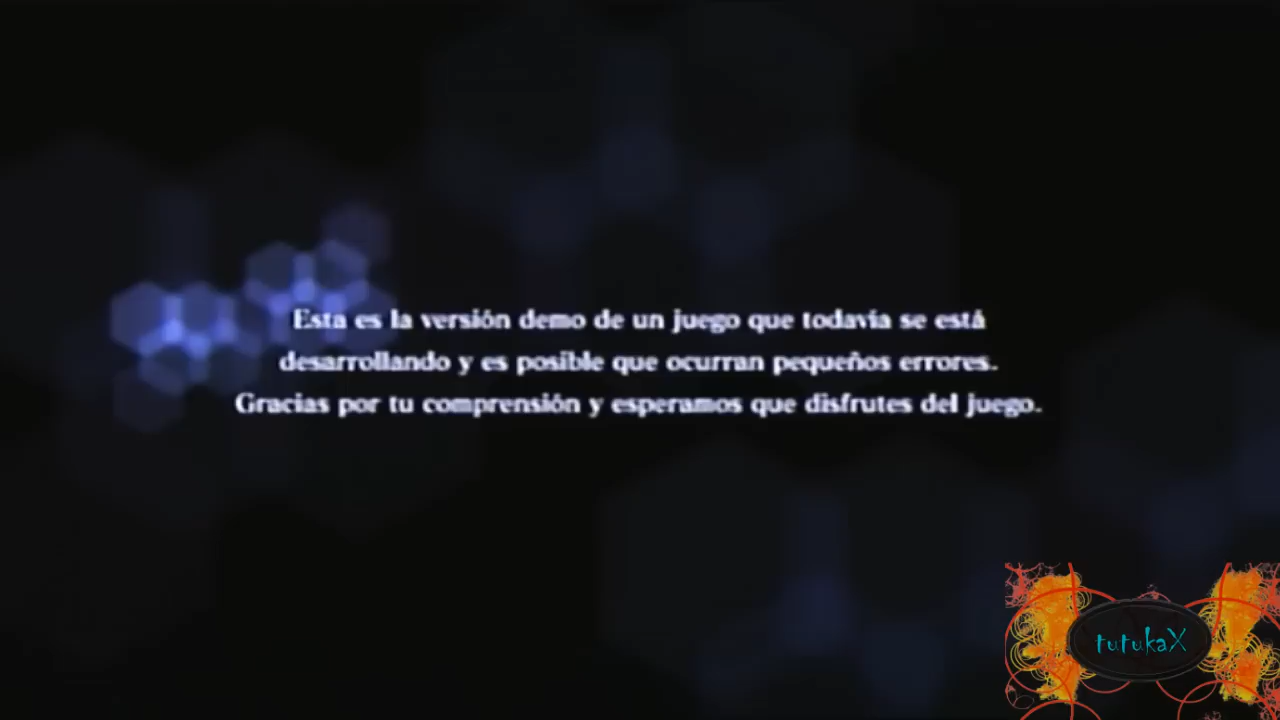 Esta es la versión demo de un juego que todavía se está
desarrollando y es posible que ocurran pequeños errores.
Gracias por tu comprensión y esperamos que disfrutes del juego.
tutukaX